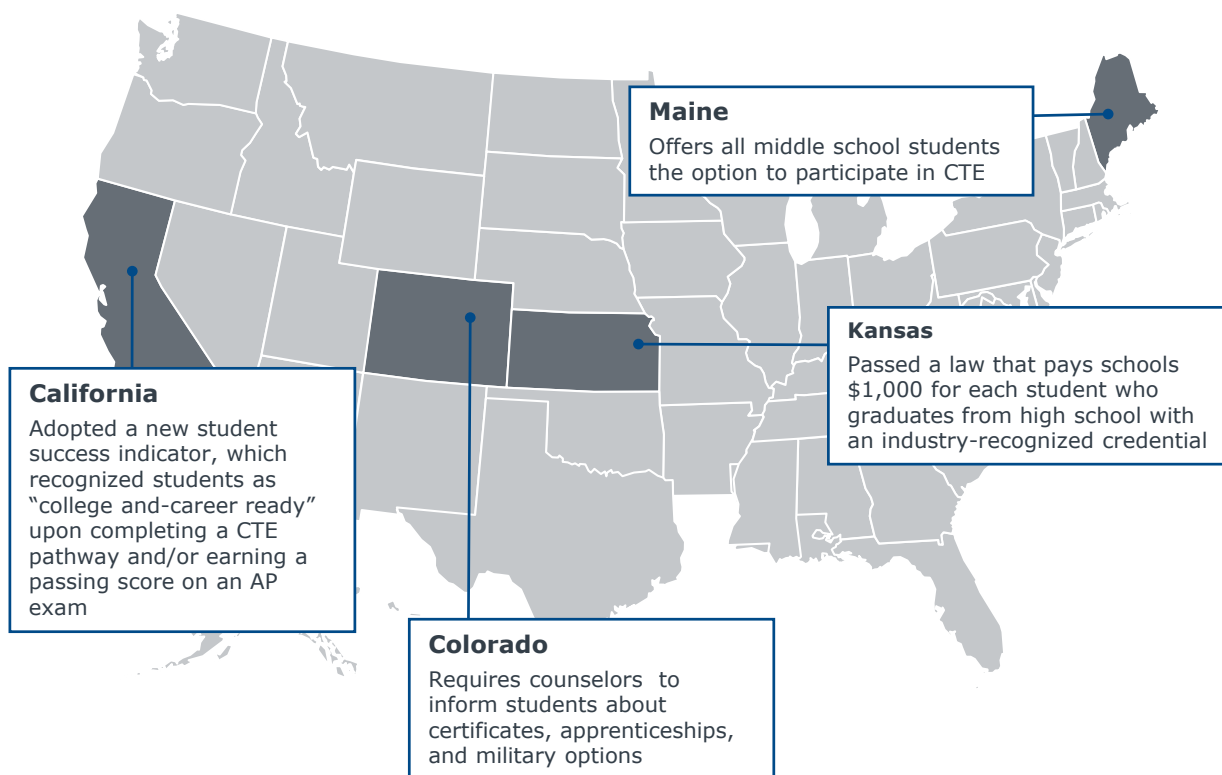 Maine
Offers all middle school students
the option to participate in CTE
Kansas
Passed a law that pays schools
$1,000 for each student who
graduates from high school with
an industry-recognized credential
California
Adopted a new student
success indicator, which
recognized students as
“college and-career ready”
upon completing a CTE
pathway and/or earning a
passing score on an AP
exam
Colorado
Requires counselors  to
inform students about
certificates, apprenticeships,
and military options